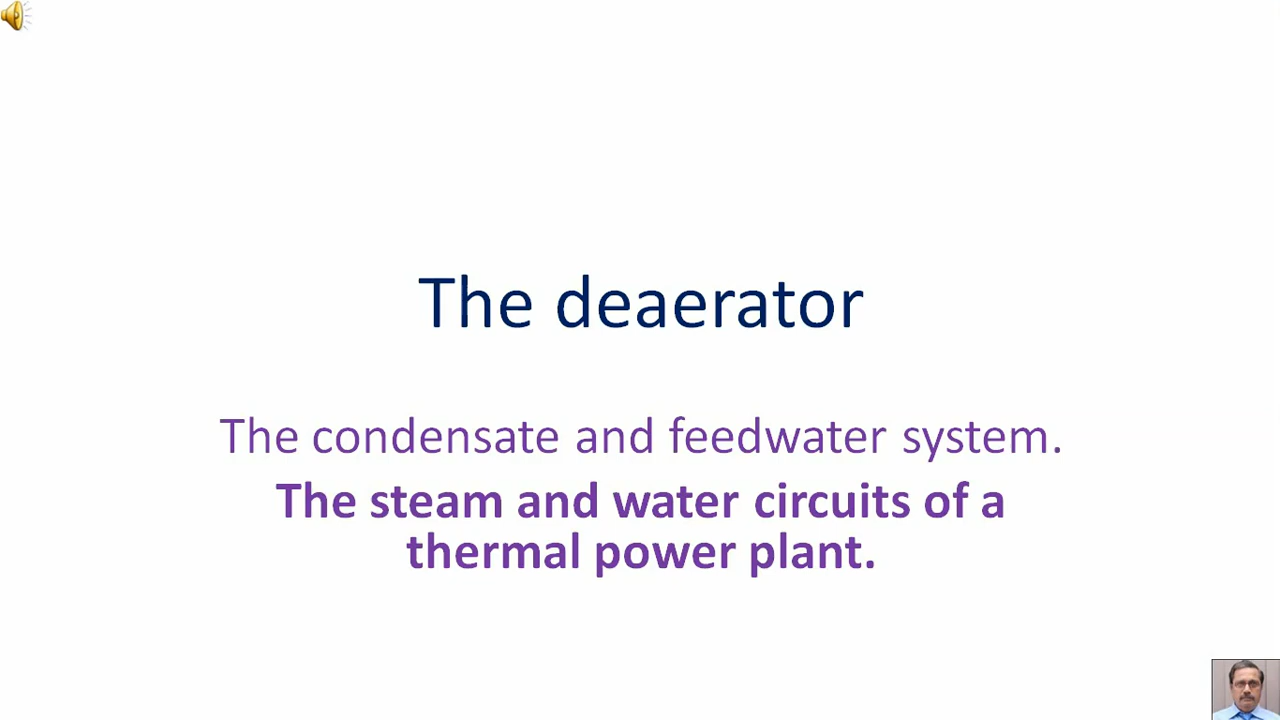 The deaerator
The condensate and feedwater system.
The steam and water circuits of a
thermal power plant.